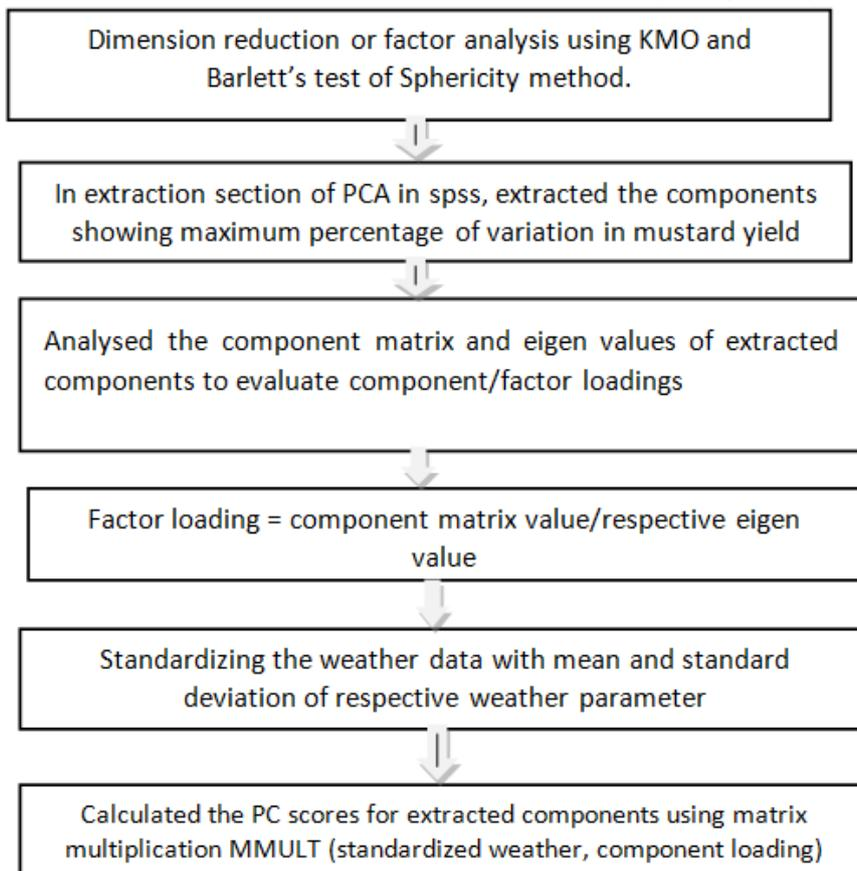 Dimension reduction or factor analysis using KMO and
Barlett's test of Sphericity method.
In extraction section of PCA in spss, extracted the components
showing maximum percentage of variation in mustard yield
Analysed the component matrix and eigen values of extracted
components to evaluate component/factor loadings
Factor loading = component matrix value/respective eigen
value
Standardizing the weather data with mean and standard
deviation of respective weather parameter
Calculated the PC scores for extracted components using matrix
multiplication MMULT (standardized weather, component loading)